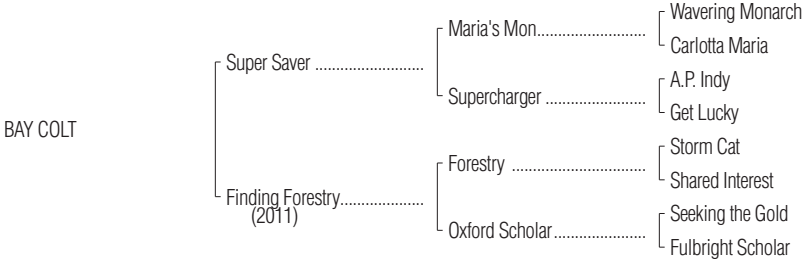 Wavering Monarch
Maria's Mon..........................
Carlotta Maria
Super Saver ..........................
A.P. Indy
Supercharger ........................
Get Lucky
BAY COLT
Storm Cat
Forestry ................................
Shared Interest
Finding Forestry....................
(2011)
Seeking the Gold
Oxford Scholar......................
Fulbright Scholar